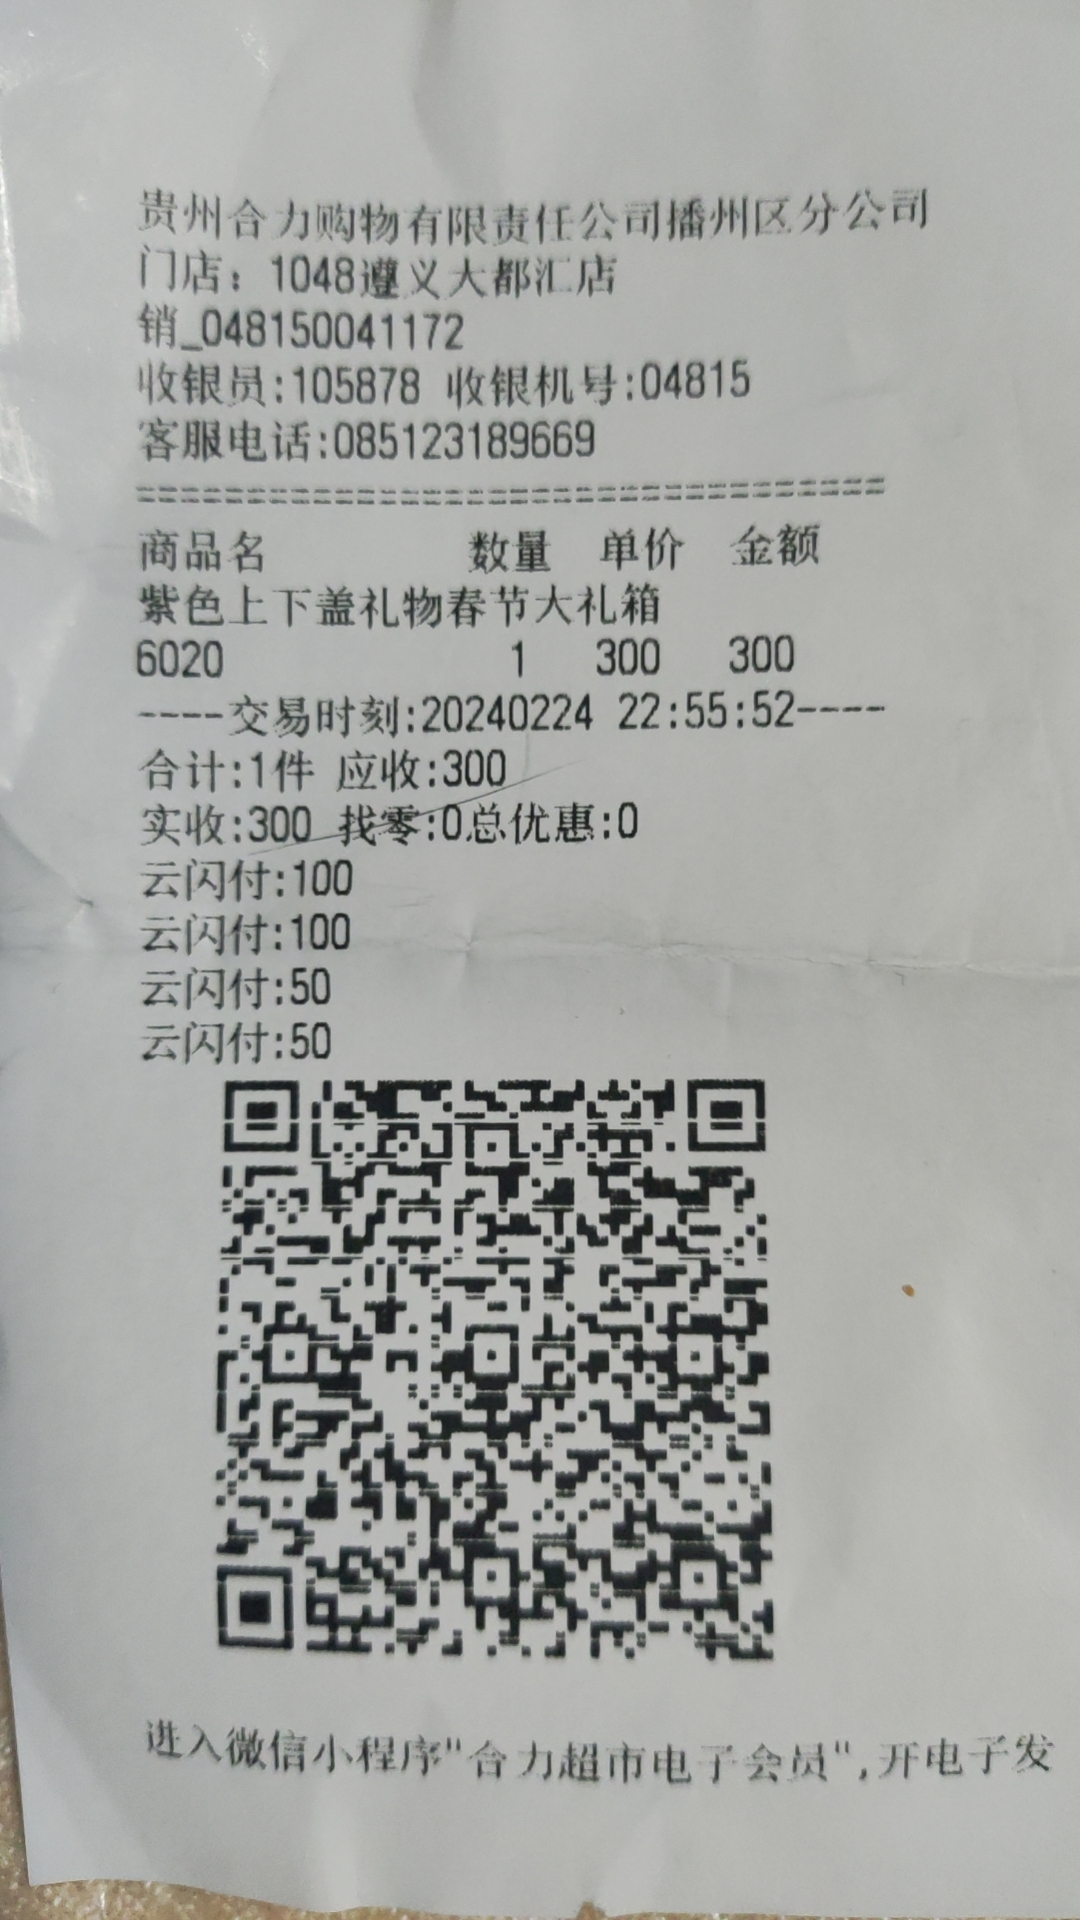 贵州合力购物有限责任公司播州区分公司
门店：1048遵义大都汇店
销_048150041172
收银员:105878 收银机号:04815
客服电话:085123189669
==================================
商品名 数量 单价 金额
紫色上下盖礼物春节大礼箱
6020 1 300 300
----交易时刻:20240224 22:55:52----
合计:1件 应收:300
实收:300 找零:0总优惠:0
云闪付:100
云闪付:100
云闪付:50
云闪付:50
进入微信小程序"合力超市电子会员",开电子发